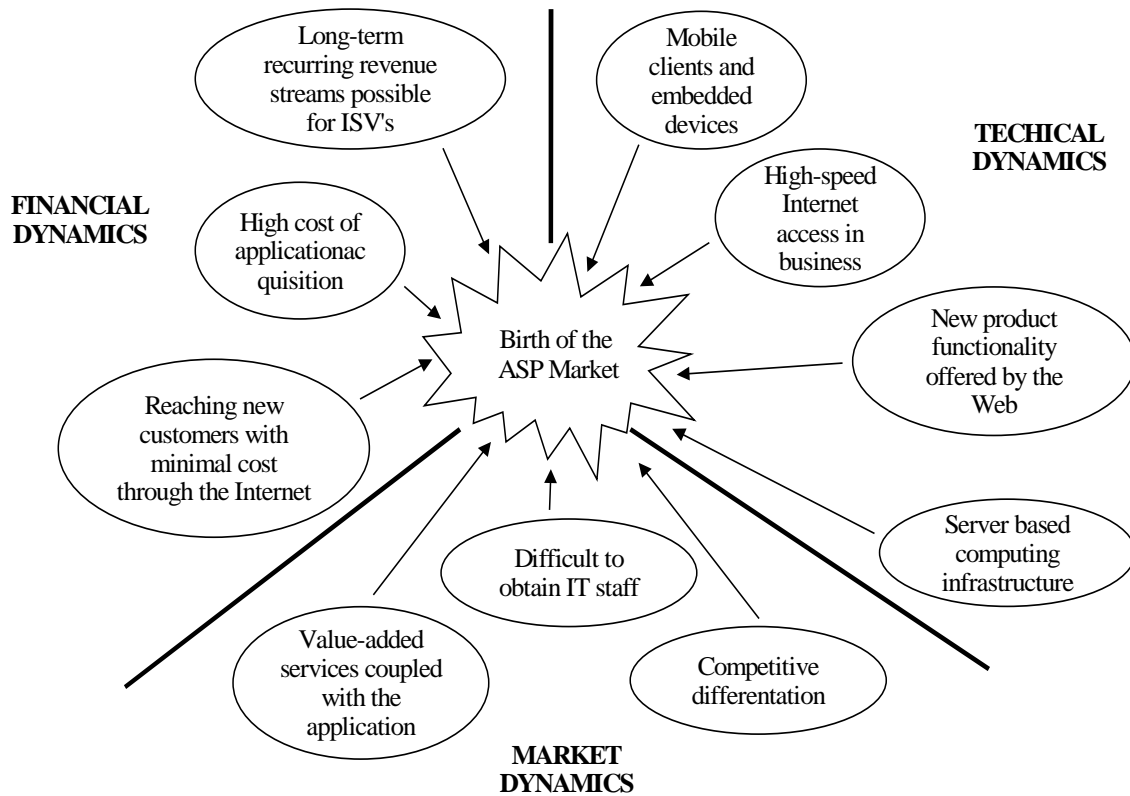 Long-term
recurring revenue
streams possible
for ISV's
Mobile
clients and
embedded
devices
TECHICAL
DYNAMICS
High-speed
Internet
access in
business
FINANCIAL
DYNAMICS
High cost of
applicationac
quisition
New product
functionality
offered by the
Web
Birth of the
ASP Market
Reaching new
customers with
minimal cost
through the Internet
Server based
computing
infrastructure
Difficult to
obtain IT staff
Value-added
services coupled
with the
application
Competitive
differentation
MARKET
DYNAMICS